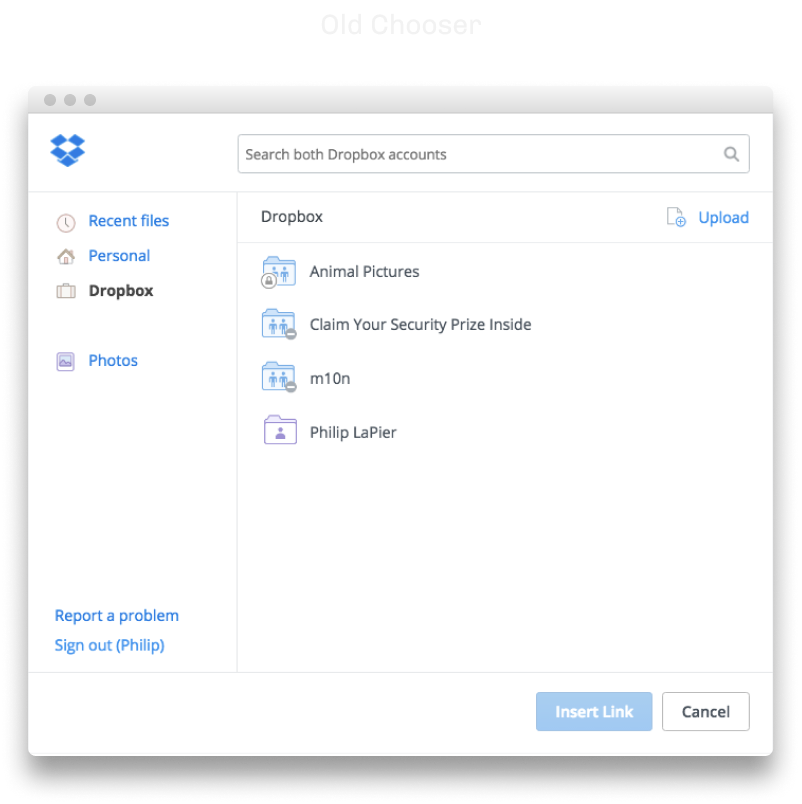 Old Chooser
Search both Dropbox accounts
Recent files
Personal
Dropbox
Photos
Report a problem
Sign out (Philip)
Dropbox
Upload
Animal Pictures
Claim Your Security Prize Inside
m10n
Philip LaPier
Insert Link
Cancel